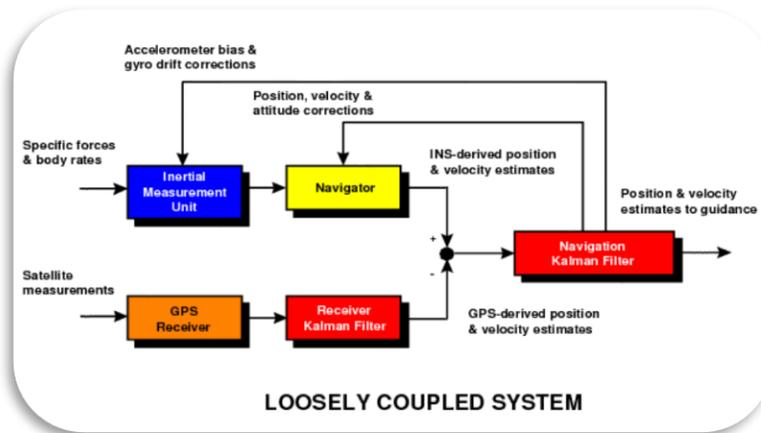 Accelerometer bias &
gyro drift corrections
Position, velocity &
attitude corrections
Specific forces
& body rates
Inertial
Measurement
Unit
Navigator
INS-derived position
& velocity estimates
Position & velocity
estimates to guidance
+
-
Navigation
Kalman Filter
Satellite
measurements
GPS
Receiver
Receiver
Kalman Filter
GPS-derived position
& velocity estimates
LOOSELY COUPLED SYSTEM